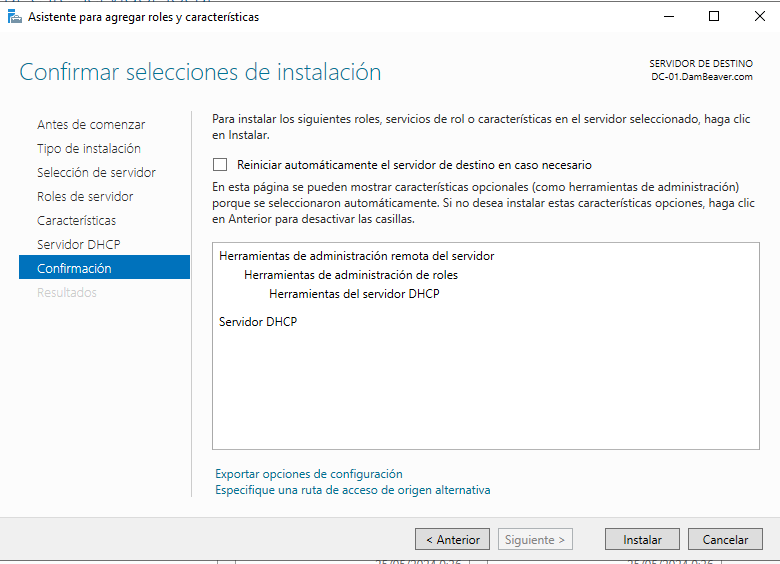 Asistente para agregar roles y características
Confirmar selecciones de instalación
SERVIDOR DE DESTINO
DC-01.DamBeaver.com
Antes de comenzar
Tipo de instalación
Selección de servidor
Roles de servidor
Características
Servidor DHCP
Confirmación
Resultados
Para instalar los siguientes roles, servicios de rol o características en el servidor seleccionado, haga clic
en Instalar.
Reiniciar automáticamente el servidor de destino en caso necesario
En esta página se pueden mostrar características opcionales (como herramientas de administración)
porque se seleccionaron automáticamente. Si no desea instalar estas características opciones, haga clic
en Anterior para desactivar las casillas.
Herramientas de administración remota del servidor
Herramientas de administración de roles
Herramientas del servidor DHCP
Servidor DHCP
Exportar opciones de configuración
Especifique una ruta de acceso de origen alternativa
< Anterior
Siguiente >
Instalar
Cancelar